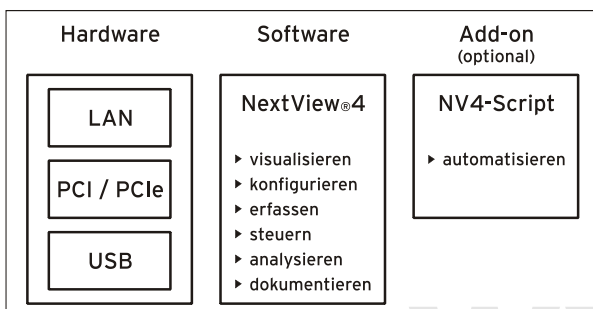 Hardware
LAN
PCI / PCIe
USB
Software
NextView®4
▸ visualisieren
▸ konfigurieren
▸ erfassen
▸ steuern
▸ analysieren
▸ dokumentieren
Add-on
(optional)
NV4-Script
▸ automatisieren